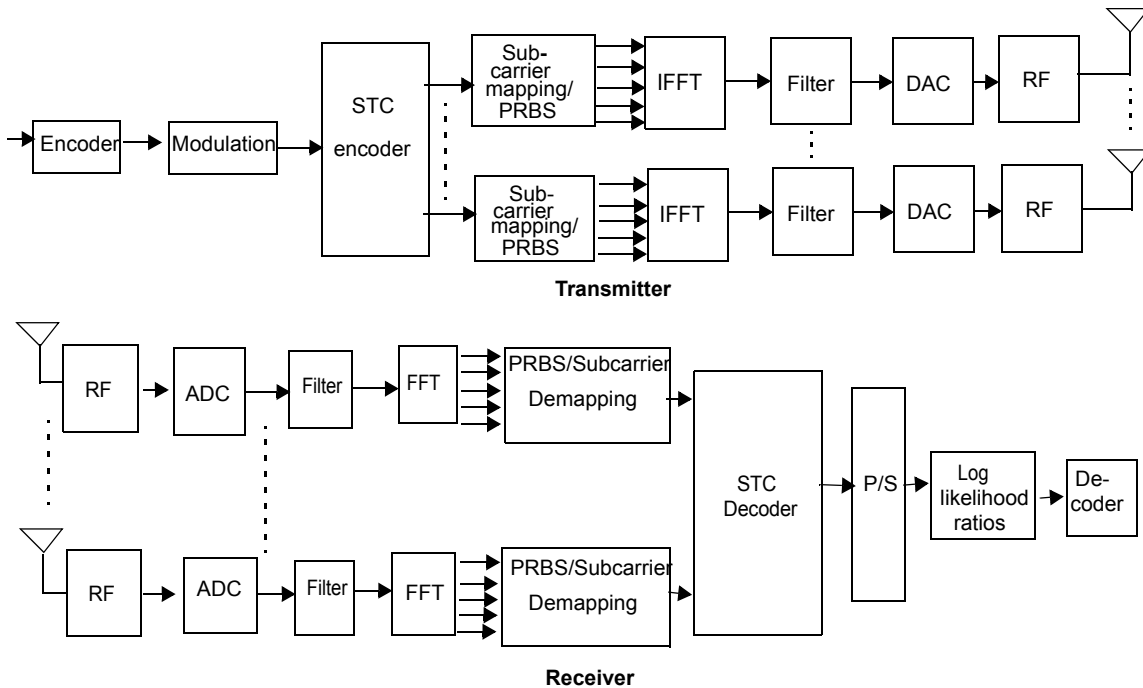 Sub-
carrier
mapping/
PRBS
IFFT
Filter
DAC
RF
STC
encoder
Encoder
Modulation
Sub-
carrier
mapping/
PRBS
IFFT
Filter
DAC
RF
Transmitter
RF
ADC
Filter
FFT
PRBS/Subcarrier
Demapping
STC
Decoder
P/S
Log
likelihood
ratios
De-
coder
RF
ADC
Filter
FFT
PRBS/Subcarrier
Demapping
Receiver